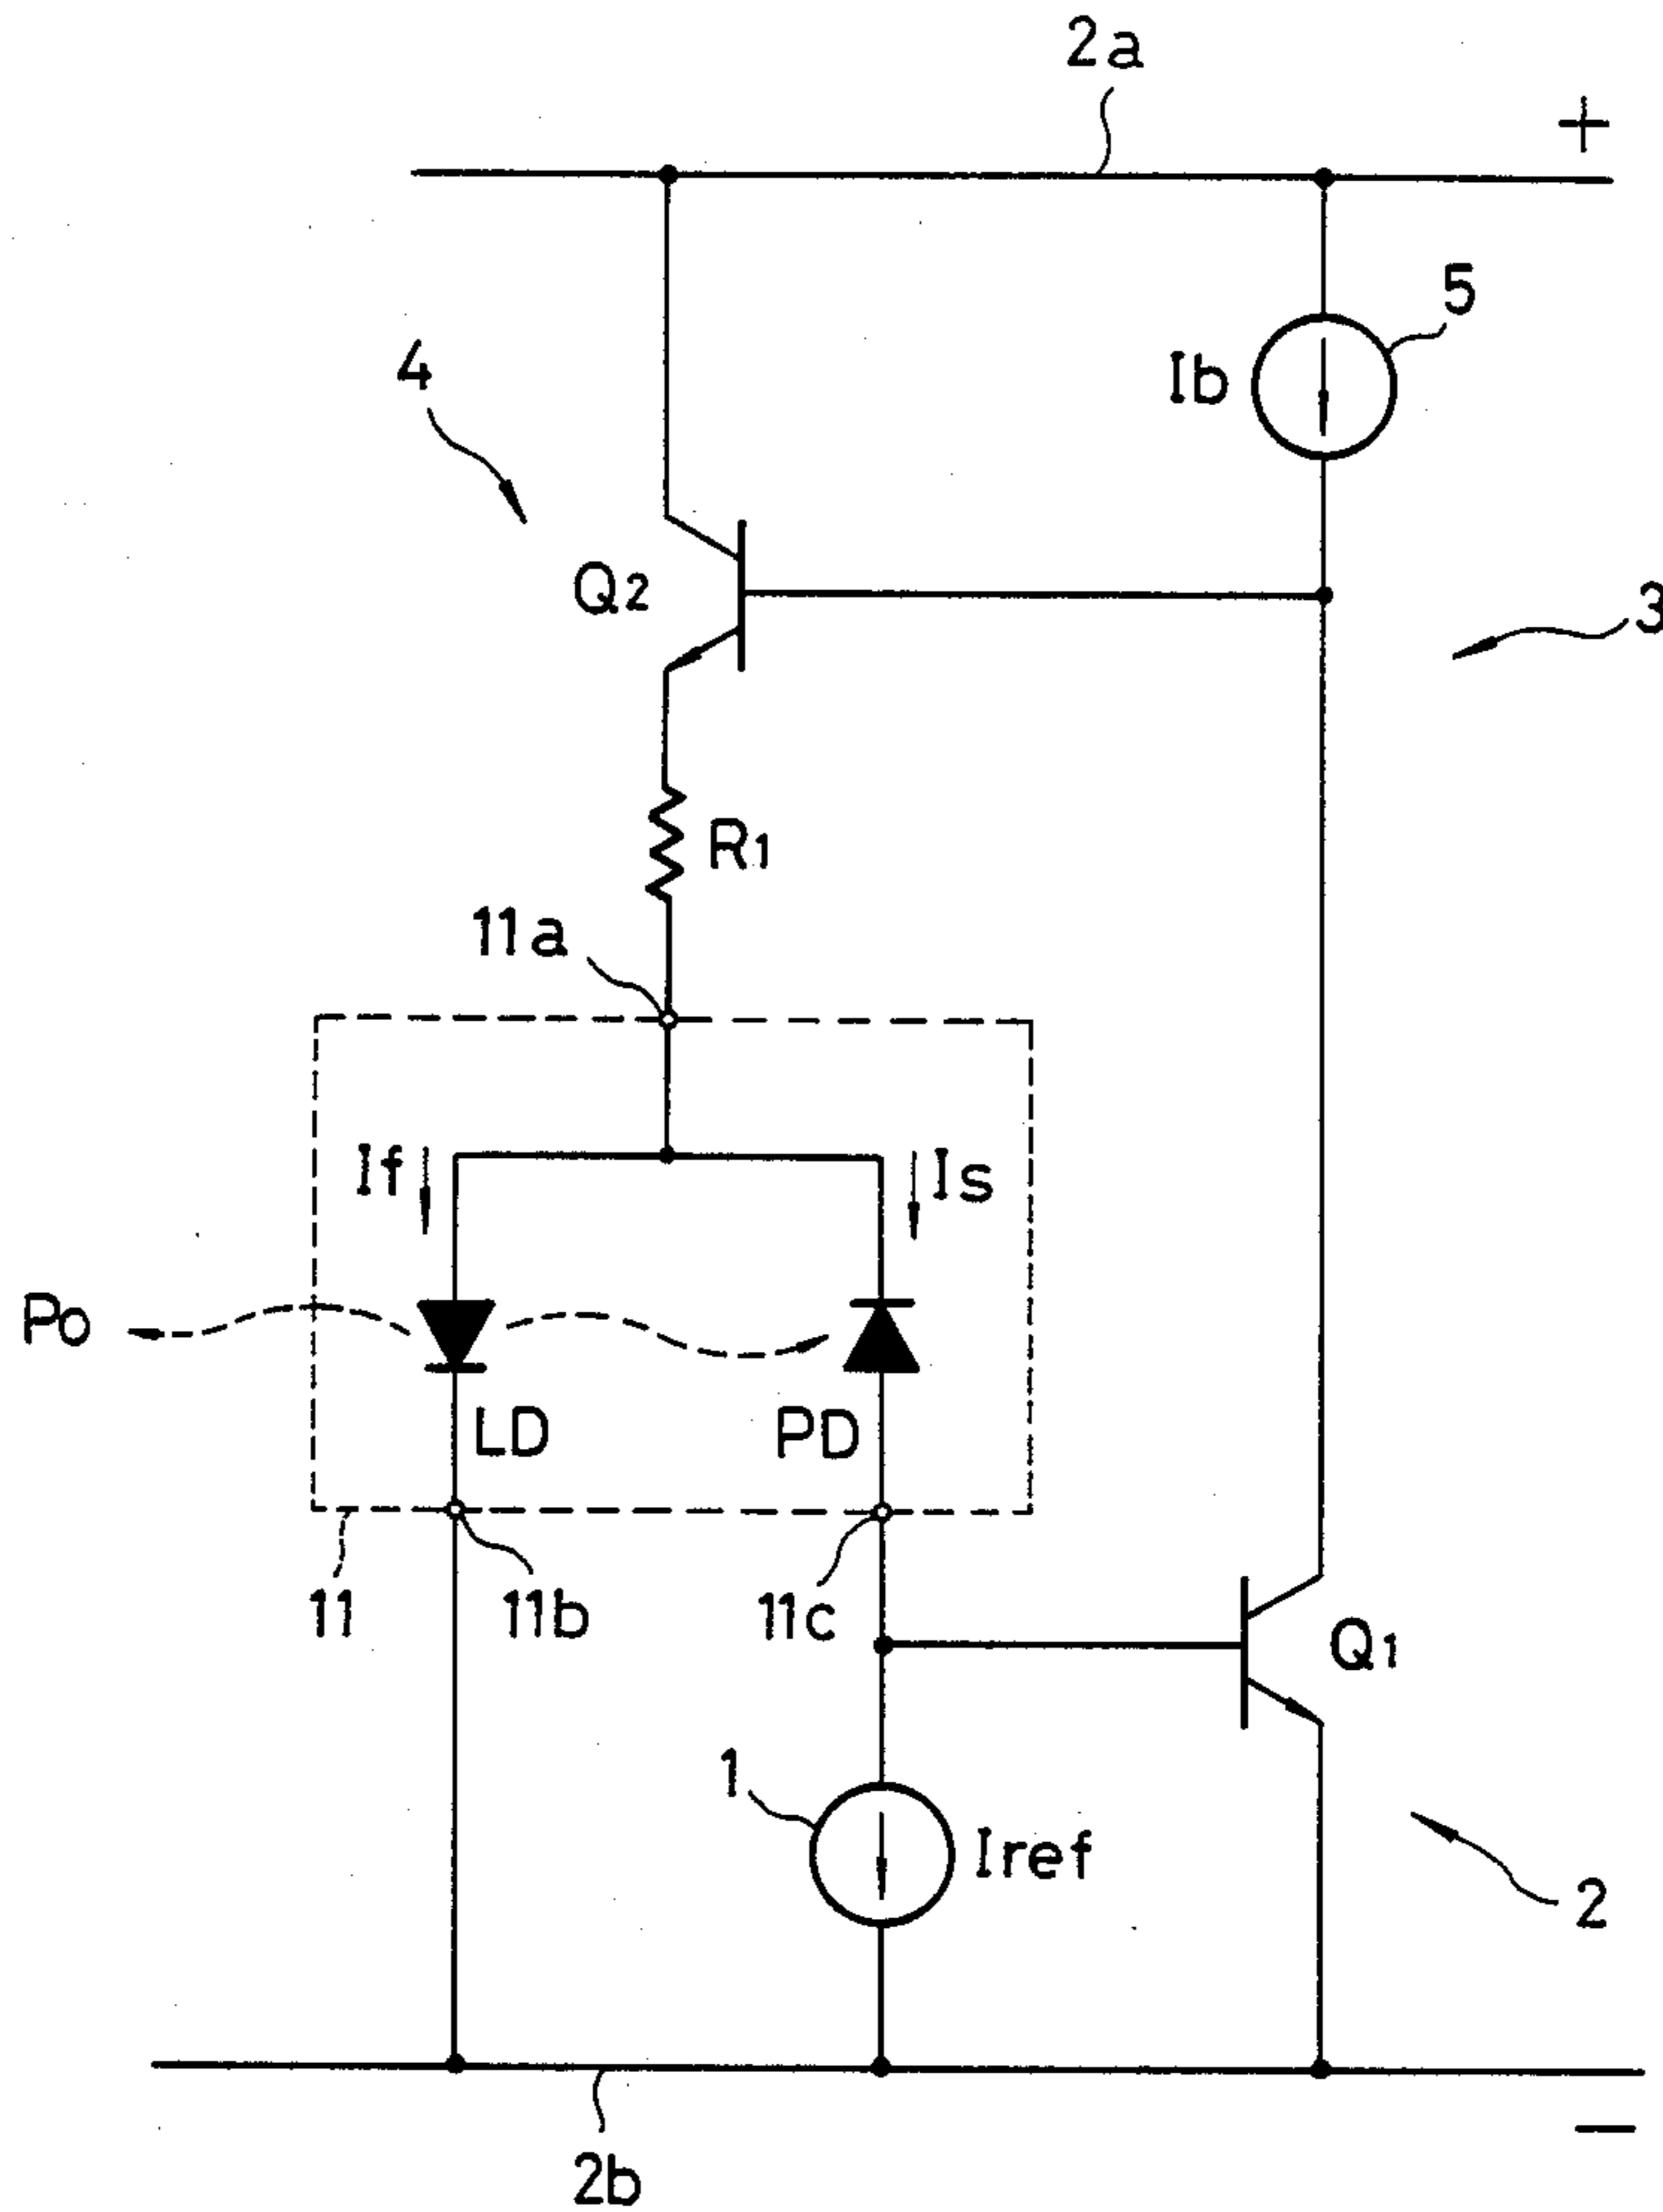 2a
+
5
Ib
4
Q2
3
R1
11a
If
Is
Po
LD
PD
11
11b
11c
Q1
1
Iref
2
2b
−